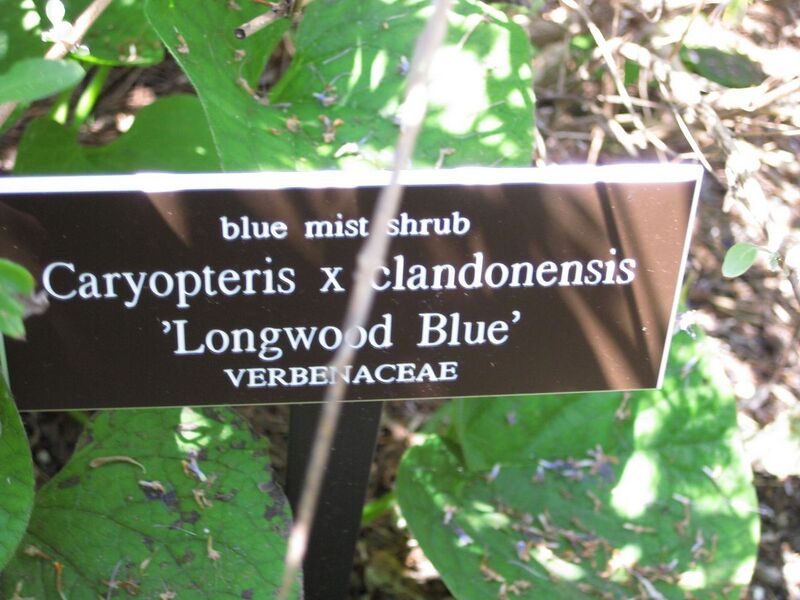 blue mist shrub
Caryopteris x clandonensis
'Longwood Blue'
VERBENACEAE